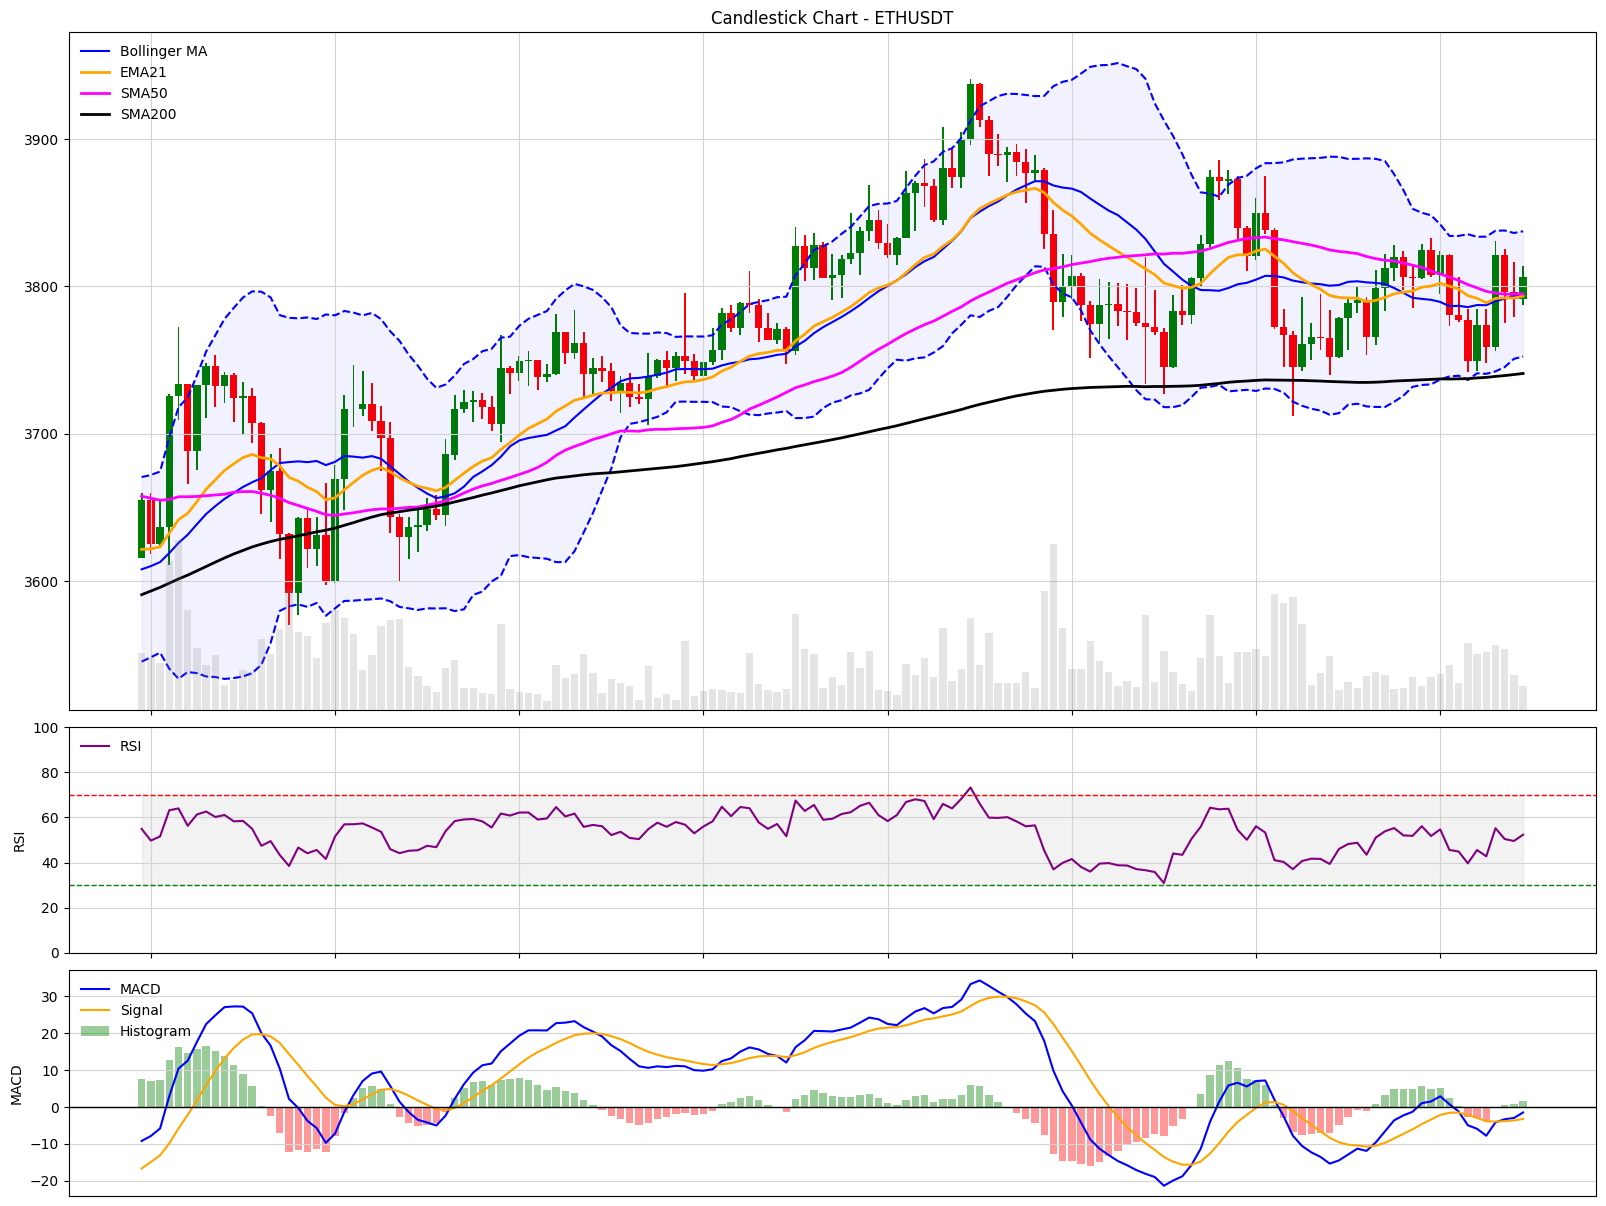 Candlestick Chart - ETHUSDT
Bollinger MA
EMA21
SMA50
SMA200
3900
3800
3700
3600
100
80
60
40
20
0
RSI
RSI
30
20
10
0
−10
−20
MACD
MACD
Signal
Histogram